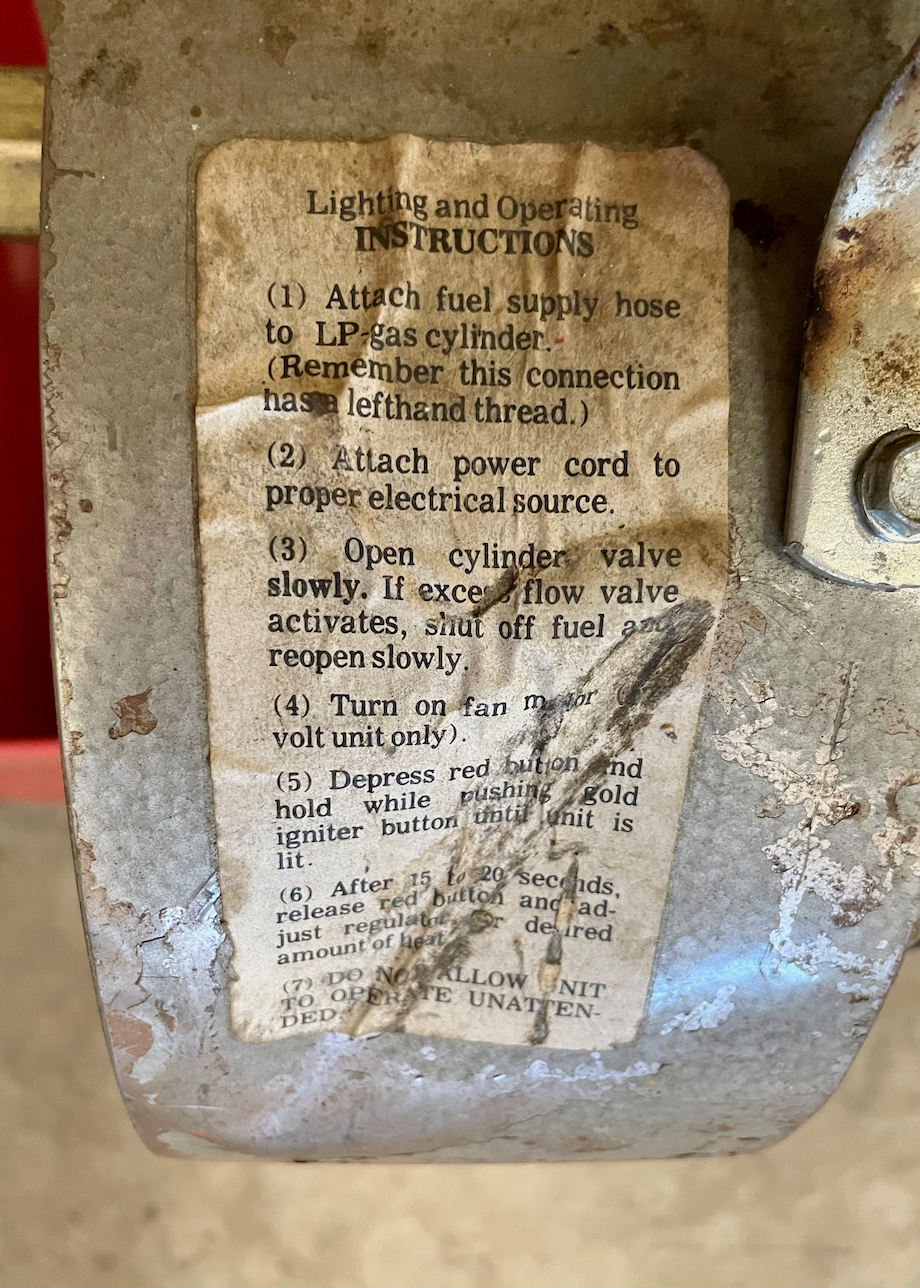 Lighting and Operating
INSTRUCTIONS
(1) Attach fuel supply hose
to LP-gas cylinder.
(Remember this connection
has a lefthand thread.)
(2) Attach power cord to
proper electrical source.
(3) Open cylinder valve
slowly. If excess flow valve
activates, shut off fuel and
reopen slowly.
(4) Turn on fan motor
volt unit only).
(5) Depress red button and
hold while pushing gold
igniter button until unit is
lit.
(6) After 15 to 20 seconds,
release red button and ad-
just regulator for desired
amount of heat.
(7) DO NOT ALLOW UNIT
TO OPERATE UNATTEN-
DED.